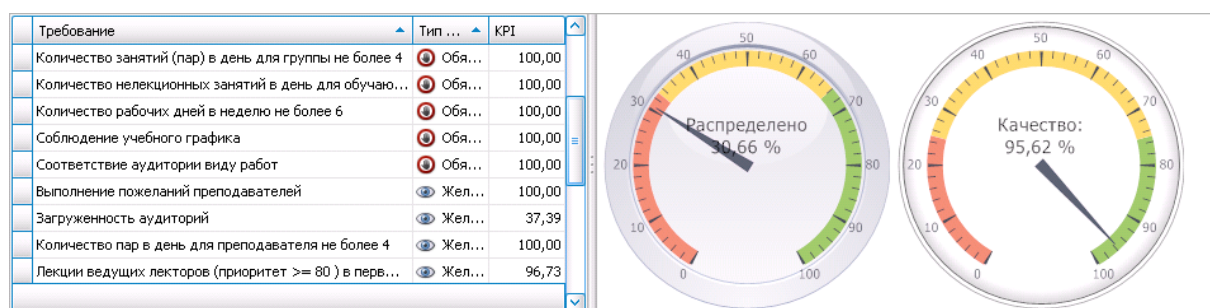 Требование Тип ... KPI
Количество занятий (пар) в день для группы не более 4 Обя... 100,00
Количество нелекционных занятий в день для обучаю... Обя... 100,00
Количество рабочих дней в неделю не более 6 Обя... 100,00
Соблюдение учебного графика Обя... 100,00
Соответствие аудитории виду работ Обя... 100,00
Выполнение пожеланий преподавателей Жел... 100,00
Загруженность аудиторий Жел... 37,39
Количество пар в день для преподавателя не более 4 Жел... 100,00
Лекции ведущих лекторов (приоритет >= 80 ) в перв... Жел... 96,73
0 10 20 30 40 50 60 70 80 90 100
Распределено
30,66 %
0 10 20 30 40 50 60 70 80 90 100
Качество:
95,62 %